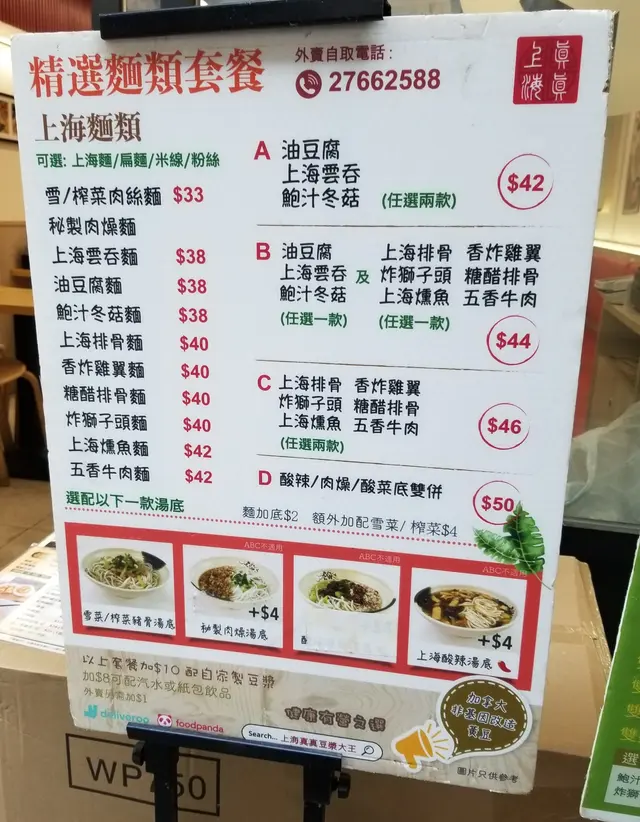 精選麵類套餐
外賣自取電話:
27662588
上海
真真
上海麵類
可選: 上海麵/扁麵/米線/粉絲
雪/榨菜肉絲麵 $33
秘製肉燥麵
上海雲吞麵 $38
油豆腐麵 $38
鮑汁冬菇麵 $38
上海排骨麵 $40
香炸雞翼麵 $40
糖醋排骨麵 $40
炸獅子頭麵 $40
上海燻魚麵 $42
五香牛肉麵 $42
選配以下一款湯底
A 油豆腐
上海雲吞
鮑汁冬菇 (任選兩款)
$42
B 油豆腐 上海排骨 香炸雞翼
上海雲吞 及 炸獅子頭 糖醋排骨
鮑汁冬菇 上海燻魚 五香牛肉
(任選一款) (任選一款)
$44
C 上海排骨 香炸雞翼
炸獅子頭 糖醋排骨
上海燻魚 五香牛肉
(任選兩款)
$46
D 酸辣/肉燥/酸菜底雙併
$50
麵加底$2 額外加配雪菜/榨菜$4
雪菜/榨菜豬骨湯底
ABC不適用
+$4
秘製肉燥湯底
ABC不適用
ABC不適用
+$4
上海酸辣湯底
以上套餐加$10 配自家製豆漿
加$8可配汽水或紙包飲品
外賣另需加$1
deliveroo foodpanda
健康有營之選
Search... 上海真真豆漿大王
加拿大
非基因改造
黃豆
圖片只供參考
WP750
選
鮑汁
炸獅